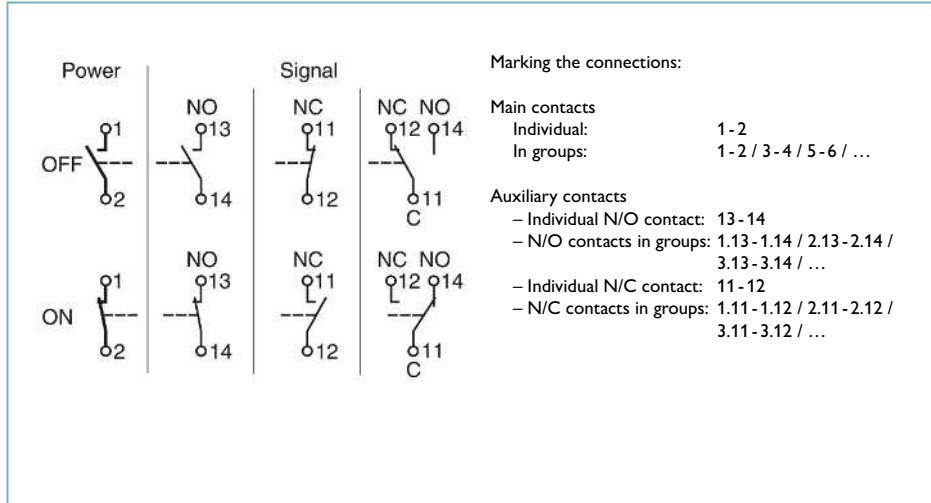 Power Signal
NO NC NC NO
1 13 11 12 14
OFF
2 14 12 11
C
NO NC NC NO
1 13 11 12 14
ON
2 14 12 11
C
Marking the connections:
Main contacts
Individual: 1 - 2
In groups: 1 - 2 / 3 - 4 / 5 - 6 / …
Auxiliary contacts
– Individual N/O contact: 13 - 14
– N/O contacts in groups: 1.13 - 1.14 / 2.13 - 2.14 /
3.13 - 3.14 / …
– Individual N/C contact: 11 - 12
– N/C contacts in groups: 1.11 - 1.12 / 2.11 - 2.12 /
3.11 - 3.12 / …